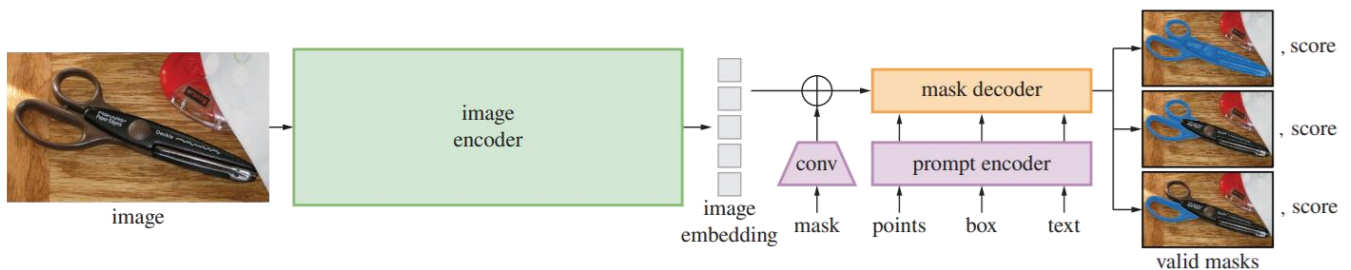 image
encoder
image
image
embedding
conv
mask
mask decoder
prompt encoder
points
box
text
, score
, score
, score
valid masks